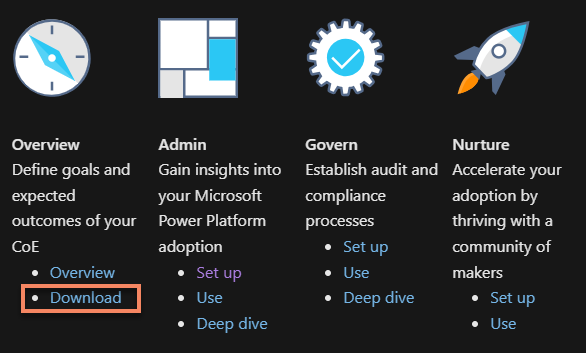 Overview
Define goals and
expected
outcomes of your
CoE
Overview
Download
Admin
Gain insights into
your Microsoft
Power Platform
adoption
Set up
Use
Deep dive
Govern
Establish audit and
compliance
processes
Set up
Use
Deep dive
Nurture
Accelerate your
adoption by
thriving with a
community of
makers
Set up
Use